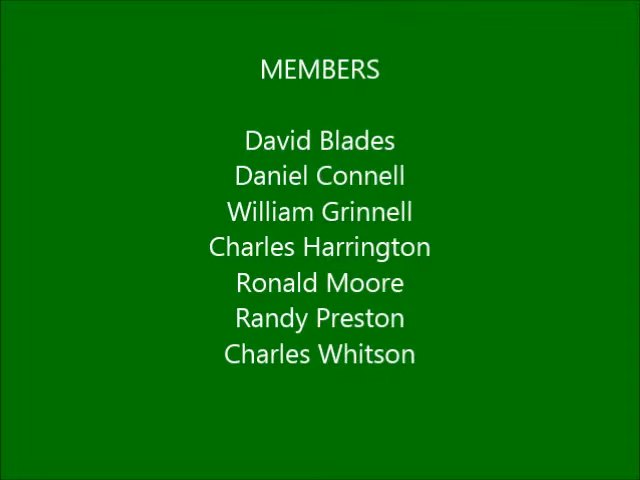 MEMBERS
David Blades
Daniel Connell
William Grinnell
Charles Harrington
Ronald Moore
Randy Preston
Charles Whitson